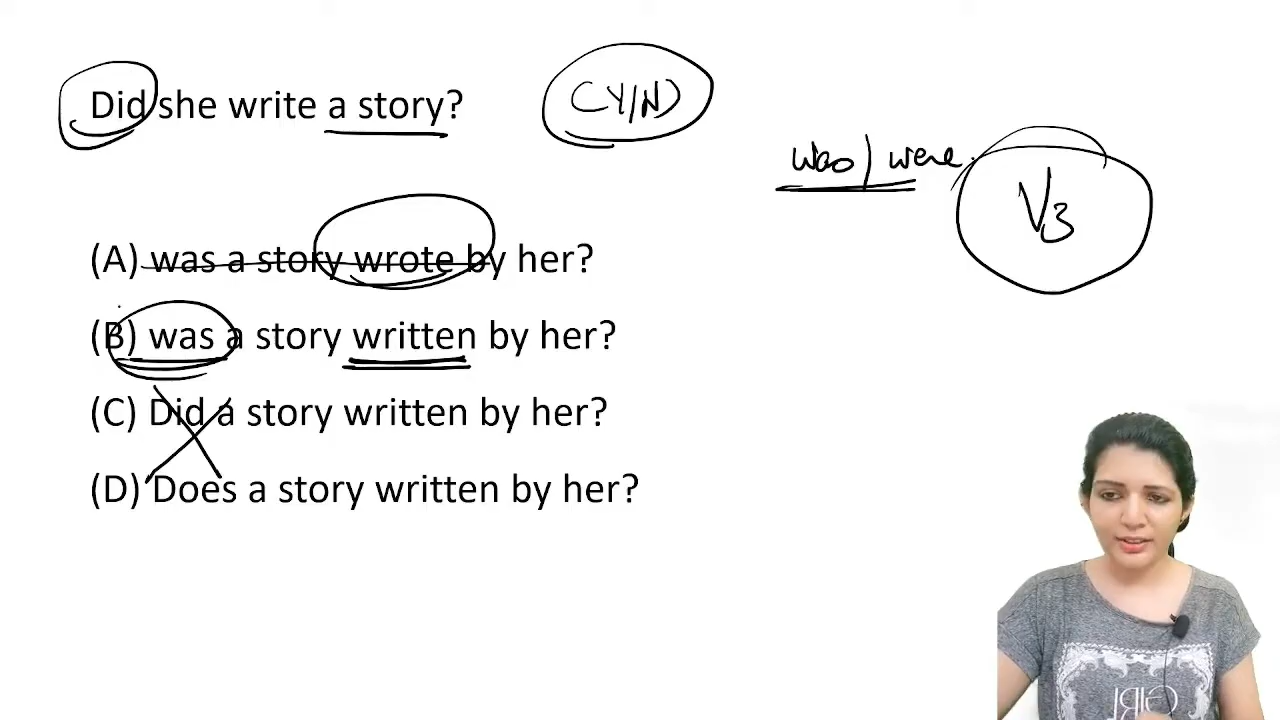 Did she write a story? (Y/N)
was/were V3
(A) was a story wrote by her?
(B) was a story written by her?
(C) Did a story written by her?
(D) Does a story written by her?
GIRL